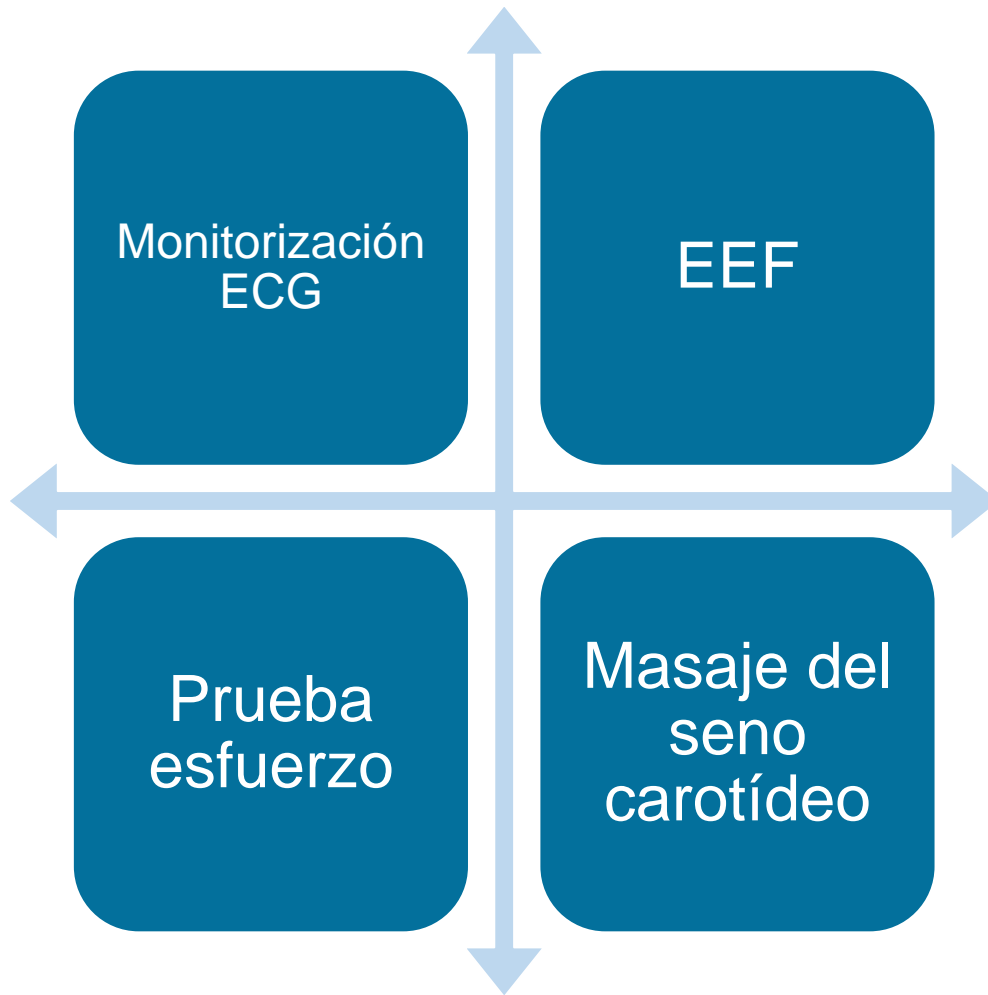 Monitorización
ECG
EEF
Prueba
esfuerzo
Masaje del
seno
carotídeo